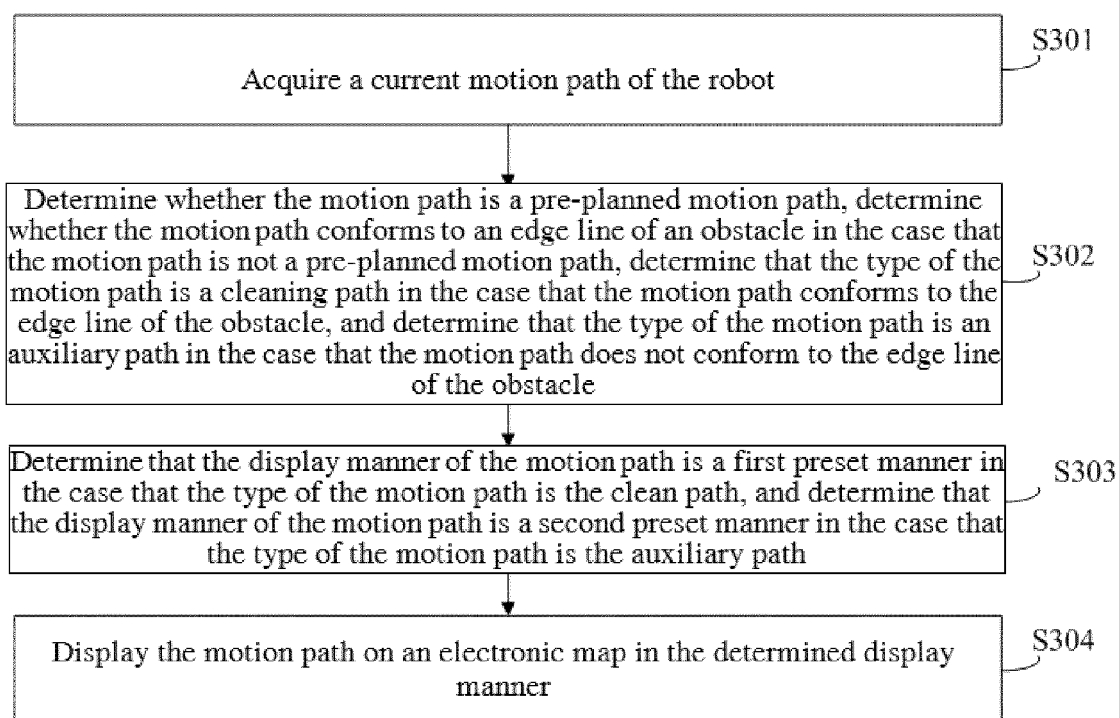 S301
Acquire a current motion path of the robot
Determine whether the motion path is a pre-planned motion path, determine
whether the motion path conforms to an edge line of an obstacle in the case that
the motion path is not a pre-planned motion path, determine that the type of the
motion path is a cleaning path in the case that the motion path conforms to the
edge line of the obstacle, and determine that the type of the motion path is an
auxiliary path in the case that the motion path does not conform to the edge line
of the obstacle
S302
Determine that the display manner of the motion path is a first preset manner in
the case that the type of the motion path is the clean path, and determine that
the display manner of the motion path is a second preset manner in the case that
the type of the motion path is the auxiliary path
S303
Display the motion path on an electronic map in the determined display
manner
S304